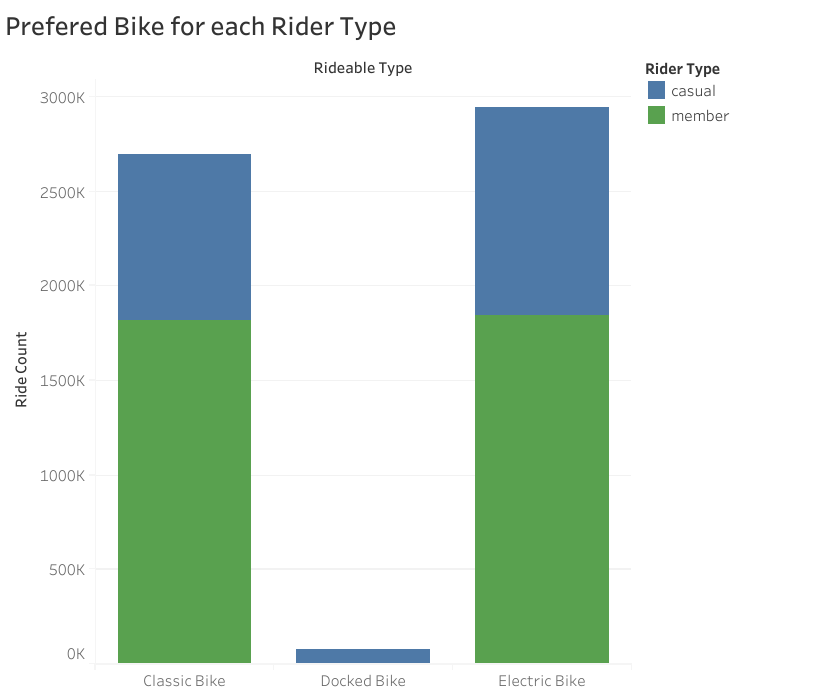 Prefered Bike for each Rider Type
Rideable Type
Rider Type
casual
member
3000K
2500K
2000K
1500K
1000K
500K
0K
Ride Count
Classic Bike
Docked Bike
Electric Bike